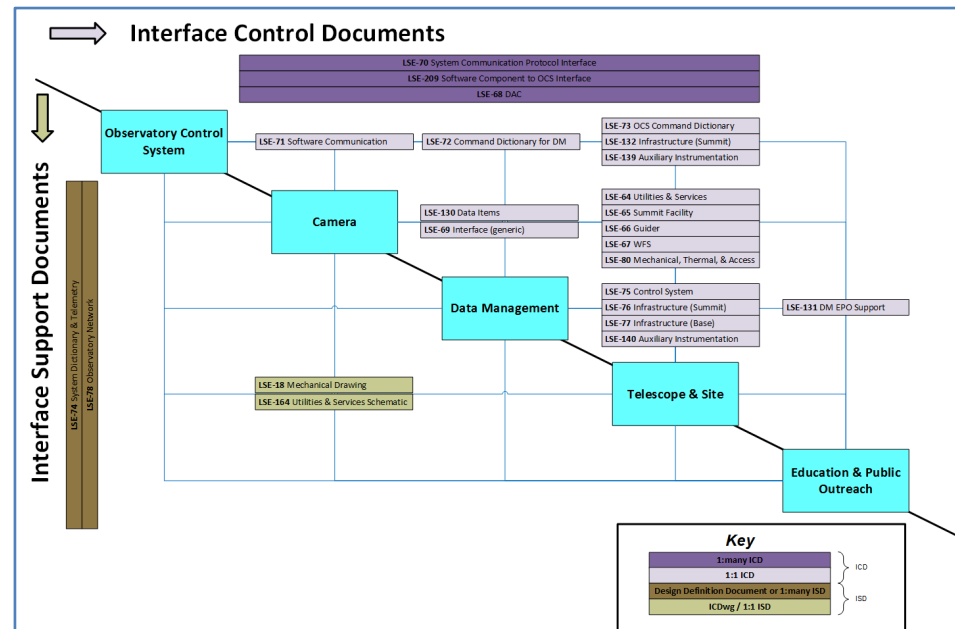 Interface Control Documents
LSE-70 System Communication Protocol Interface
LSE-209 Software Component to OCS Interface
LSE-68 DAC
Observatory Control
System
LSE-71 Software Communication
LSE-72 Command Dictionary for DM
LSE-73 OCS Command Dictionary
LSE-132 Infrastructure (Summit)
LSE-139 Auxiliary Instrumentation
Interface Support Documents
LSE-74 System Dictionary & Telemetry
LSE-78 Observatory Network
Camera
LSE-130 Data Items
LSE-69 Interface (generic)
LSE-64 Utilities & Services
LSE-65 Summit Facility
LSE-66 Guider
LSE-67 WFS
LSE-80 Mechanical, Thermal, & Access
Data Management
LSE-75 Control System
LSE-76 Infrastructure (Summit)
LSE-77 Infrastructure (Base)
LSE-140 Auxiliary Instrumentation
LSE-131 DM EPO Support
LSE-18 Mechanical Drawing
LSE-164 Utilities & Services Schematic
Telescope & Site
Education & Public
Outreach
Key
1:many ICD
1:1 ICD
ICD
Design Definition Document or 1:many ISD
ICDwg / 1:1 ISD
ISD